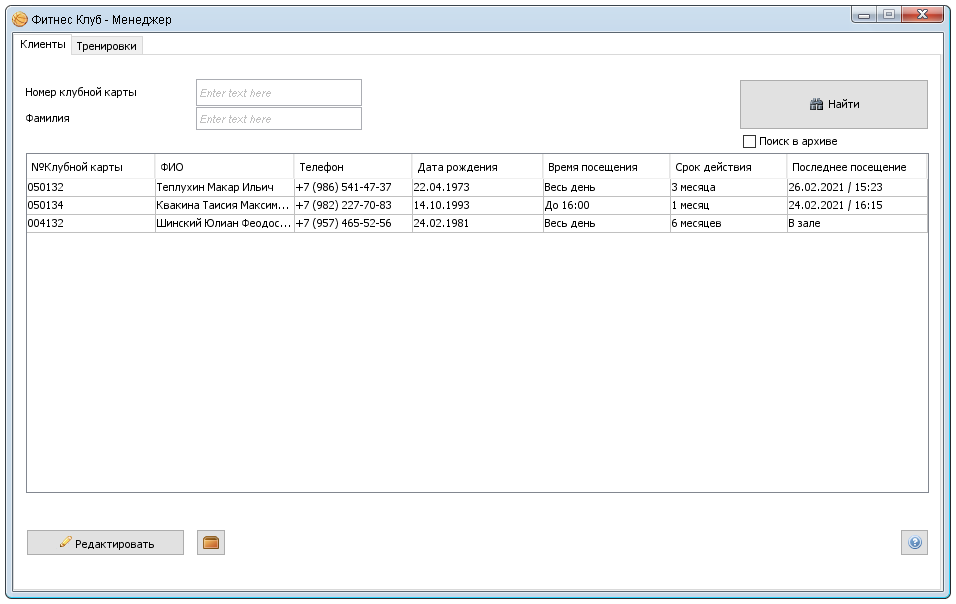 Фитнес Клуб - Менеджер
Клиенты Тренировки
Номер клубной карты Enter text here
Фамилия Enter text here
Найти
Поиск в архиве
№Клубной карты ФИО Телефон Дата рождения Время посещения Срок действия Последнее посещение
050132 Теплухин Макар Ильич +7 (986) 541-47-37 22.04.1973 Весь день 3 месяца 26.02.2021 / 15:23
050134 Квакина Таисия Максим... +7 (982) 227-70-83 14.10.1993 До 16:00 1 месяц 24.02.2021 / 16:15
004132 Шинский Юлиан Феодос... +7 (957) 465-52-56 24.02.1981 Весь день 6 месяцев В зале
Редактировать